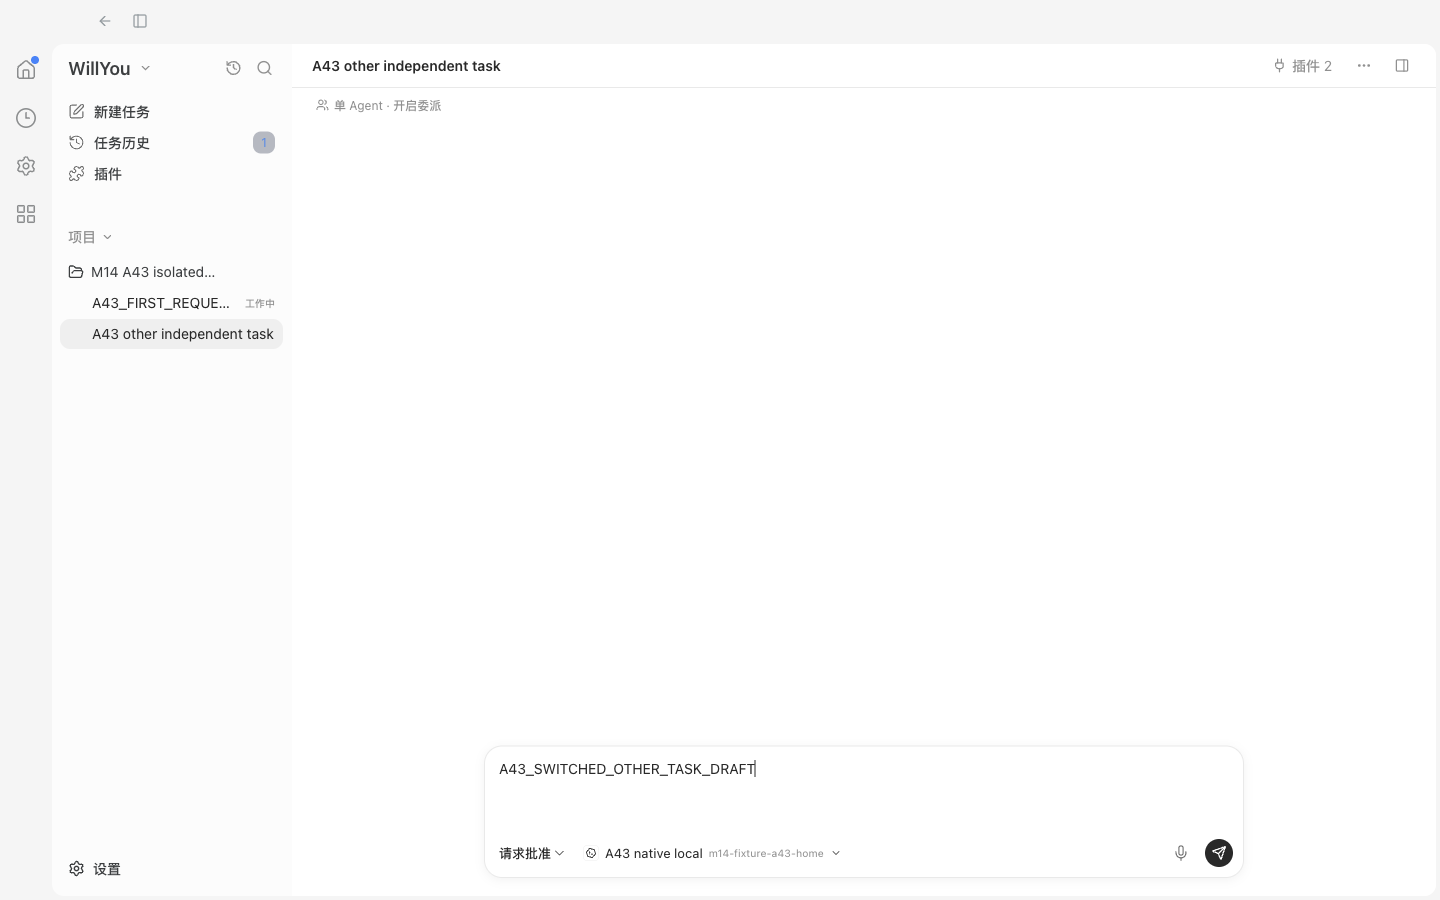 WillYou
新建任务
任务历史 1
插件
项目
M14 A43 isolated...
A43_FIRST_REQUE... 工作中
A43 other independent task
设置
A43 other independent task
插件 2
单 Agent · 开启委派
A43_SWITCHED_OTHER_TASK_DRAFT
请求批准 A43 native local m14-fixture-a43-home